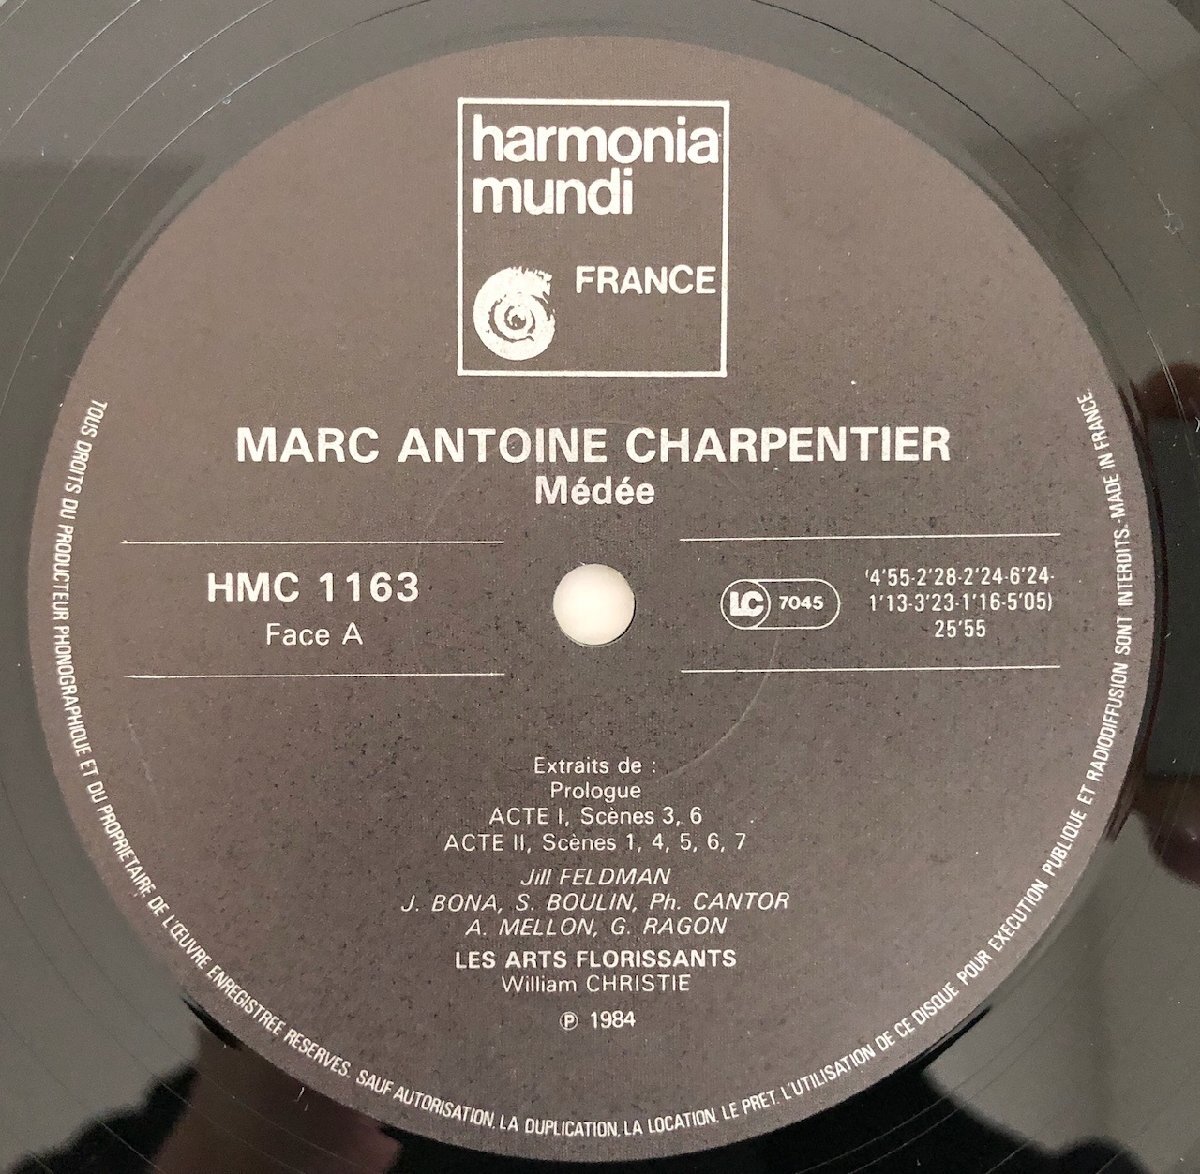 harmonia
mundi
FRANCE
MARC ANTOINE CHARPENTIER
Médée
HMC 1163
Face A
LC 7045
'4'55-2'28-2'24-6'24-
1'13-3'23-1'16-5'05)
25'55
Extraits de :
Prologue
ACTE I, Scènes 3, 6
ACTE II, Scènes 1, 4, 5, 6, 7
Jill FELDMAN
J. BONA, S. BOULIN, Ph. CANTOR
A. MELLON, G. RAGON
LES ARTS FLORISSANTS
William CHRISTIE
℗ 1984
TOUS DROITS DU PRODUCTEUR PHONOGRAPHIQUE ET DU PROPRIETAIRE DE L'ŒUVRE ENREGISTRÉE RESERVES. SAUF AUTORISATION, LA DUPLICATION, LA LOCATION, LE PRET, L'UTILISATION DE CE DISQUE POUR EXECUTION PUBLIQUE ET RADIODIFFUSION SONT INTERDITS.-MADE IN FRANCE.